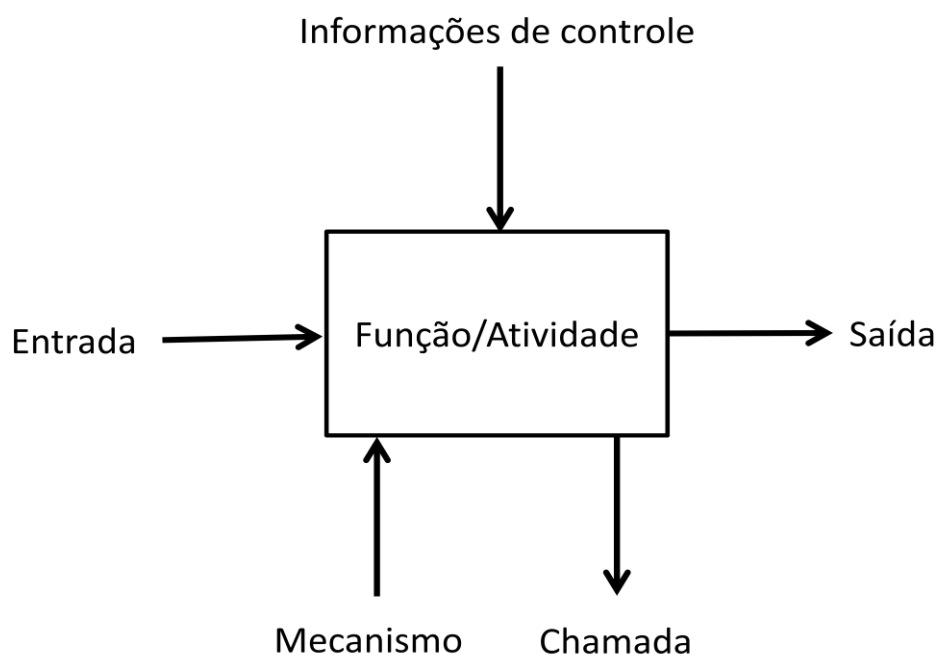 Informações de controle
Entrada
Função/Atividade
Saída
Mecanismo
Chamada